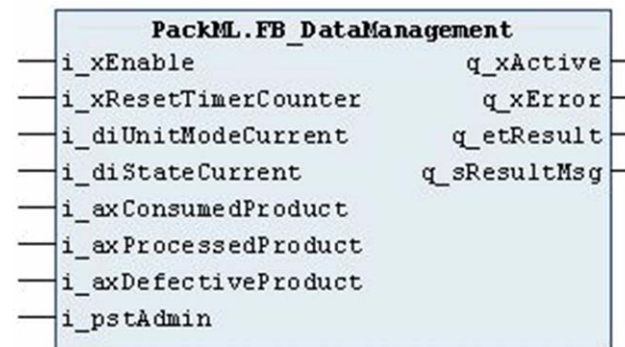 PackML.FB_DataManagement
i_xEnable q_xActive
i_xResetTimerCounter q_xError
i_diUnitModeCurrent q_etResult
i_diStateCurrent q_sResultMsg
i_axConsumedProduct
i_axProcessedProduct
i_axDefectiveProduct
i_pstAdmin